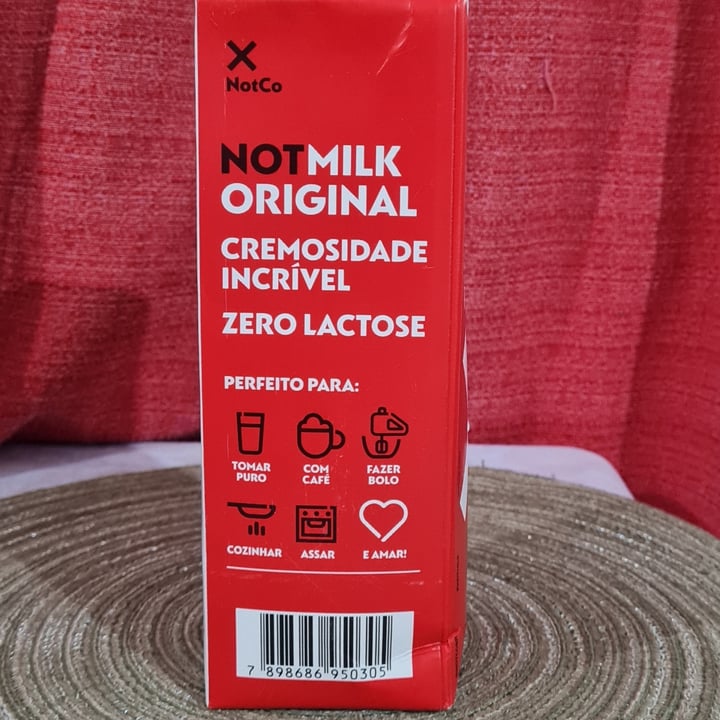 NotCo
NOTMILK
ORIGINAL
CREMOSIDADE
INCRÍVEL
ZERO LACTOSE
PERFEITO PARA:
TOMAR
PURO
COM
CAFÉ
FAZER
BOLO
COZINHAR
ASSAR
E AMAR!
7 898686 950305